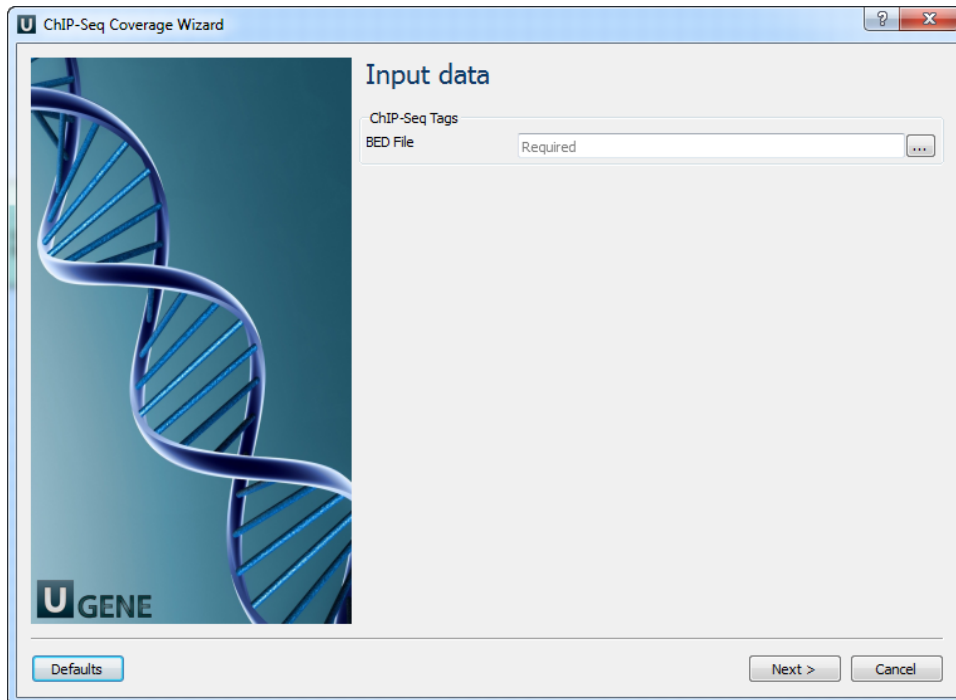 U ChIP-Seq Coverage Wizard
Input data
ChIP-Seq Tags
BED File Required ...
U GENE
Defaults Next > Cancel